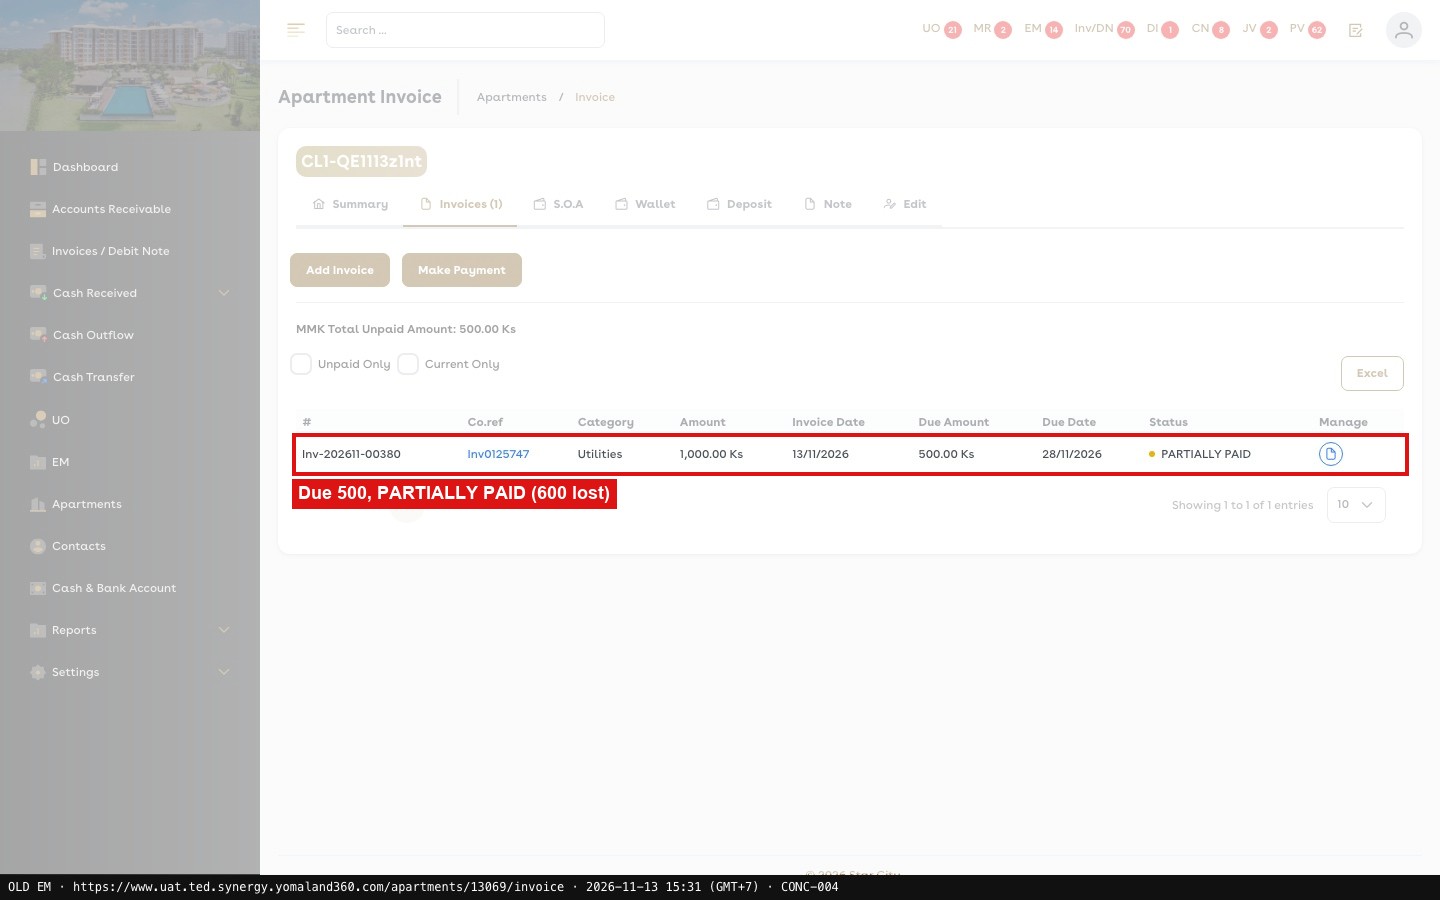 Search ...
UO 21 MR 2 EM 14 Inv/DN 70 DI 1 CN 8 JV 2 PV 62
Apartment Invoice
Apartments / Invoice
Dashboard
Accounts Receivable
Invoices / Debit Note
Cash Received
Cash Outflow
Cash Transfer
UO
EM
Apartments
Contacts
Cash & Bank Account
Reports
Settings
CL1-QE1113z1nt
Summary Invoices (1) S.O.A Wallet Deposit Note Edit
Add Invoice Make Payment
MMK Total Unpaid Amount: 500.00 Ks
Unpaid Only Current Only
Excel
# Co.ref Category Amount Invoice Date Due Amount Due Date Status Manage
Inv-202611-00380 Inv0125747 Utilities 1,000.00 Ks 13/11/2026 500.00 Ks 28/11/2026 PARTIALLY PAID
Due 500, PARTIALLY PAID (600 lost)
Showing 1 to 1 of 1 entries 10
© 2026 Star City
OLD EM · https://www.uat.ted.synergy.yomaland360.com/apartments/13069/invoice · 2026-11-13 15:31 (GMT+7) · CONC-004